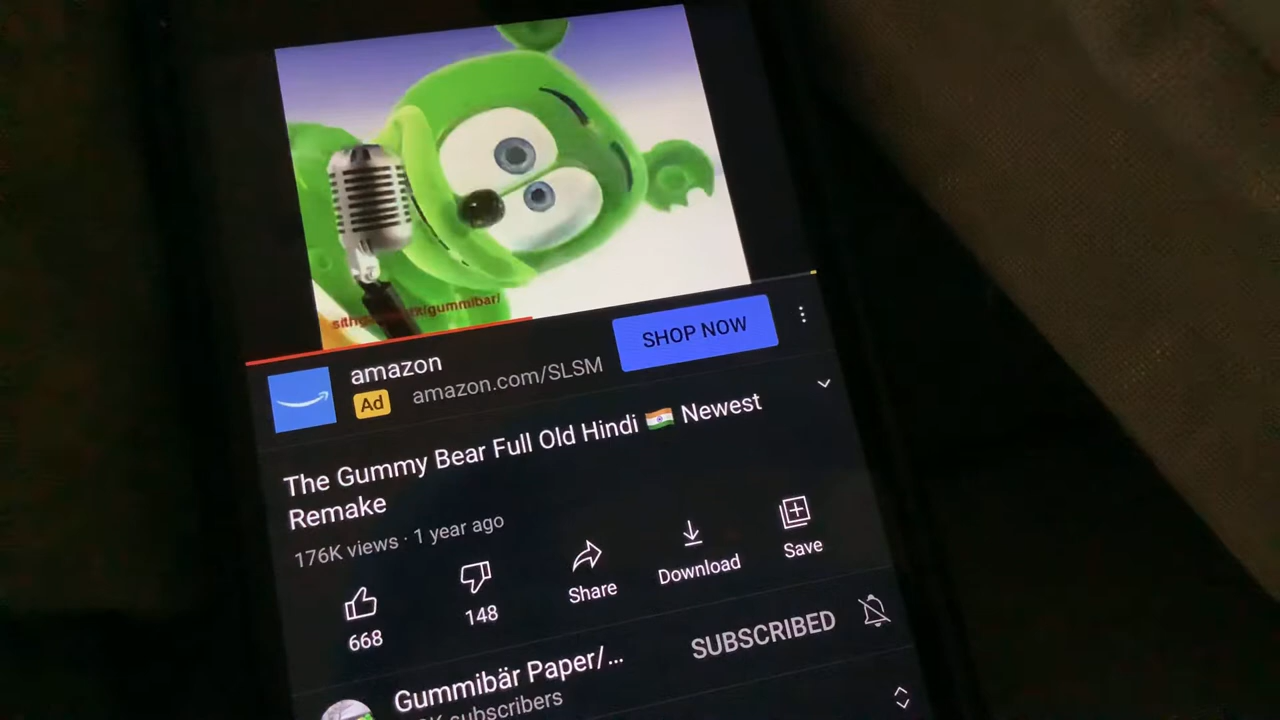 amazon
Ad amazon.com/SLSM
SHOP NOW
The Gummy Bear Full Old Hindi 🇮🇳 Newest
Remake
176K views · 1 year ago
668
148
Share
Download
Save
Gummibär Paper/...
SUBSCRIBED
subscribers